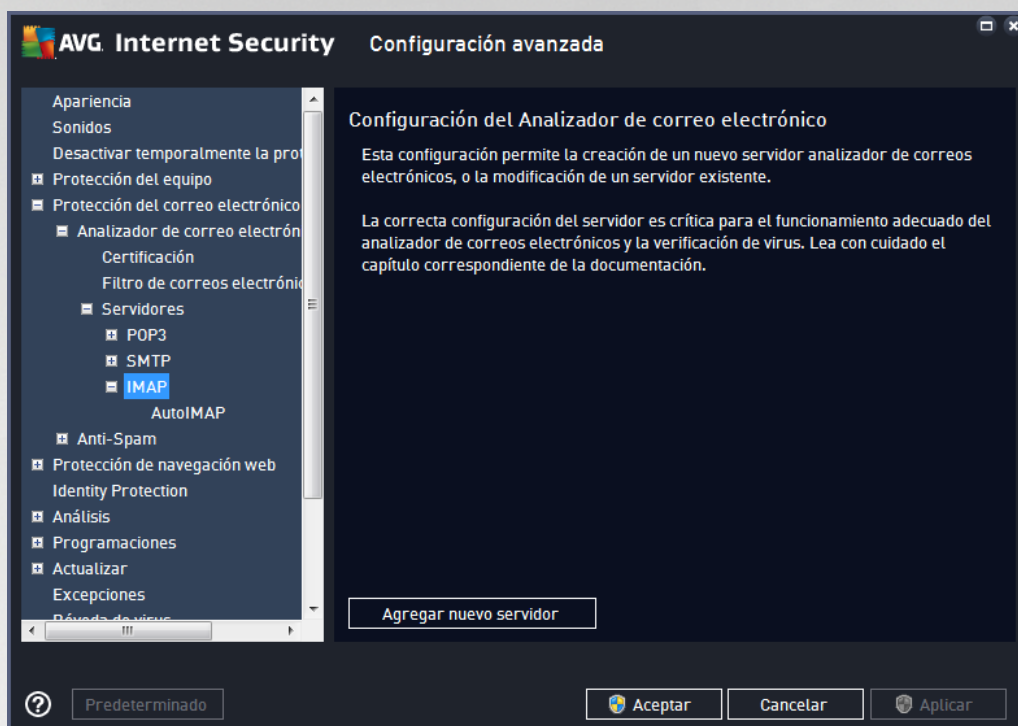 AVG. Internet Security Configuración avanzada
Apariencia
Sonidos
Desactivar temporalmente la
Protección del equipo
Protección del correo electrónico
Analizador de correo
Certificación
Filtro de correos
Servidores
POP3
SMTP
IMAP
AutoIMAP
Anti-Spam
Protección de navegación web
Identity Protection
Análisis
Programaciones
Actualizar
Excepciones
Bóveda de virus
Configuración del Analizador de correo electrónico
Esta configuración permite la creación de un nuevo servidor analizador de correos
electrónicos, o la modificación de un servidor existente.
La correcta configuración del servidor es crítica para el funcionamiento adecuado del
analizador de correos electrónicos y la verificación de virus. Lea con cuidado el
capítulo correspondiente de la documentación.
Agregar nuevo servidor
Predeterminado
Aceptar
Cancelar
Aplicar